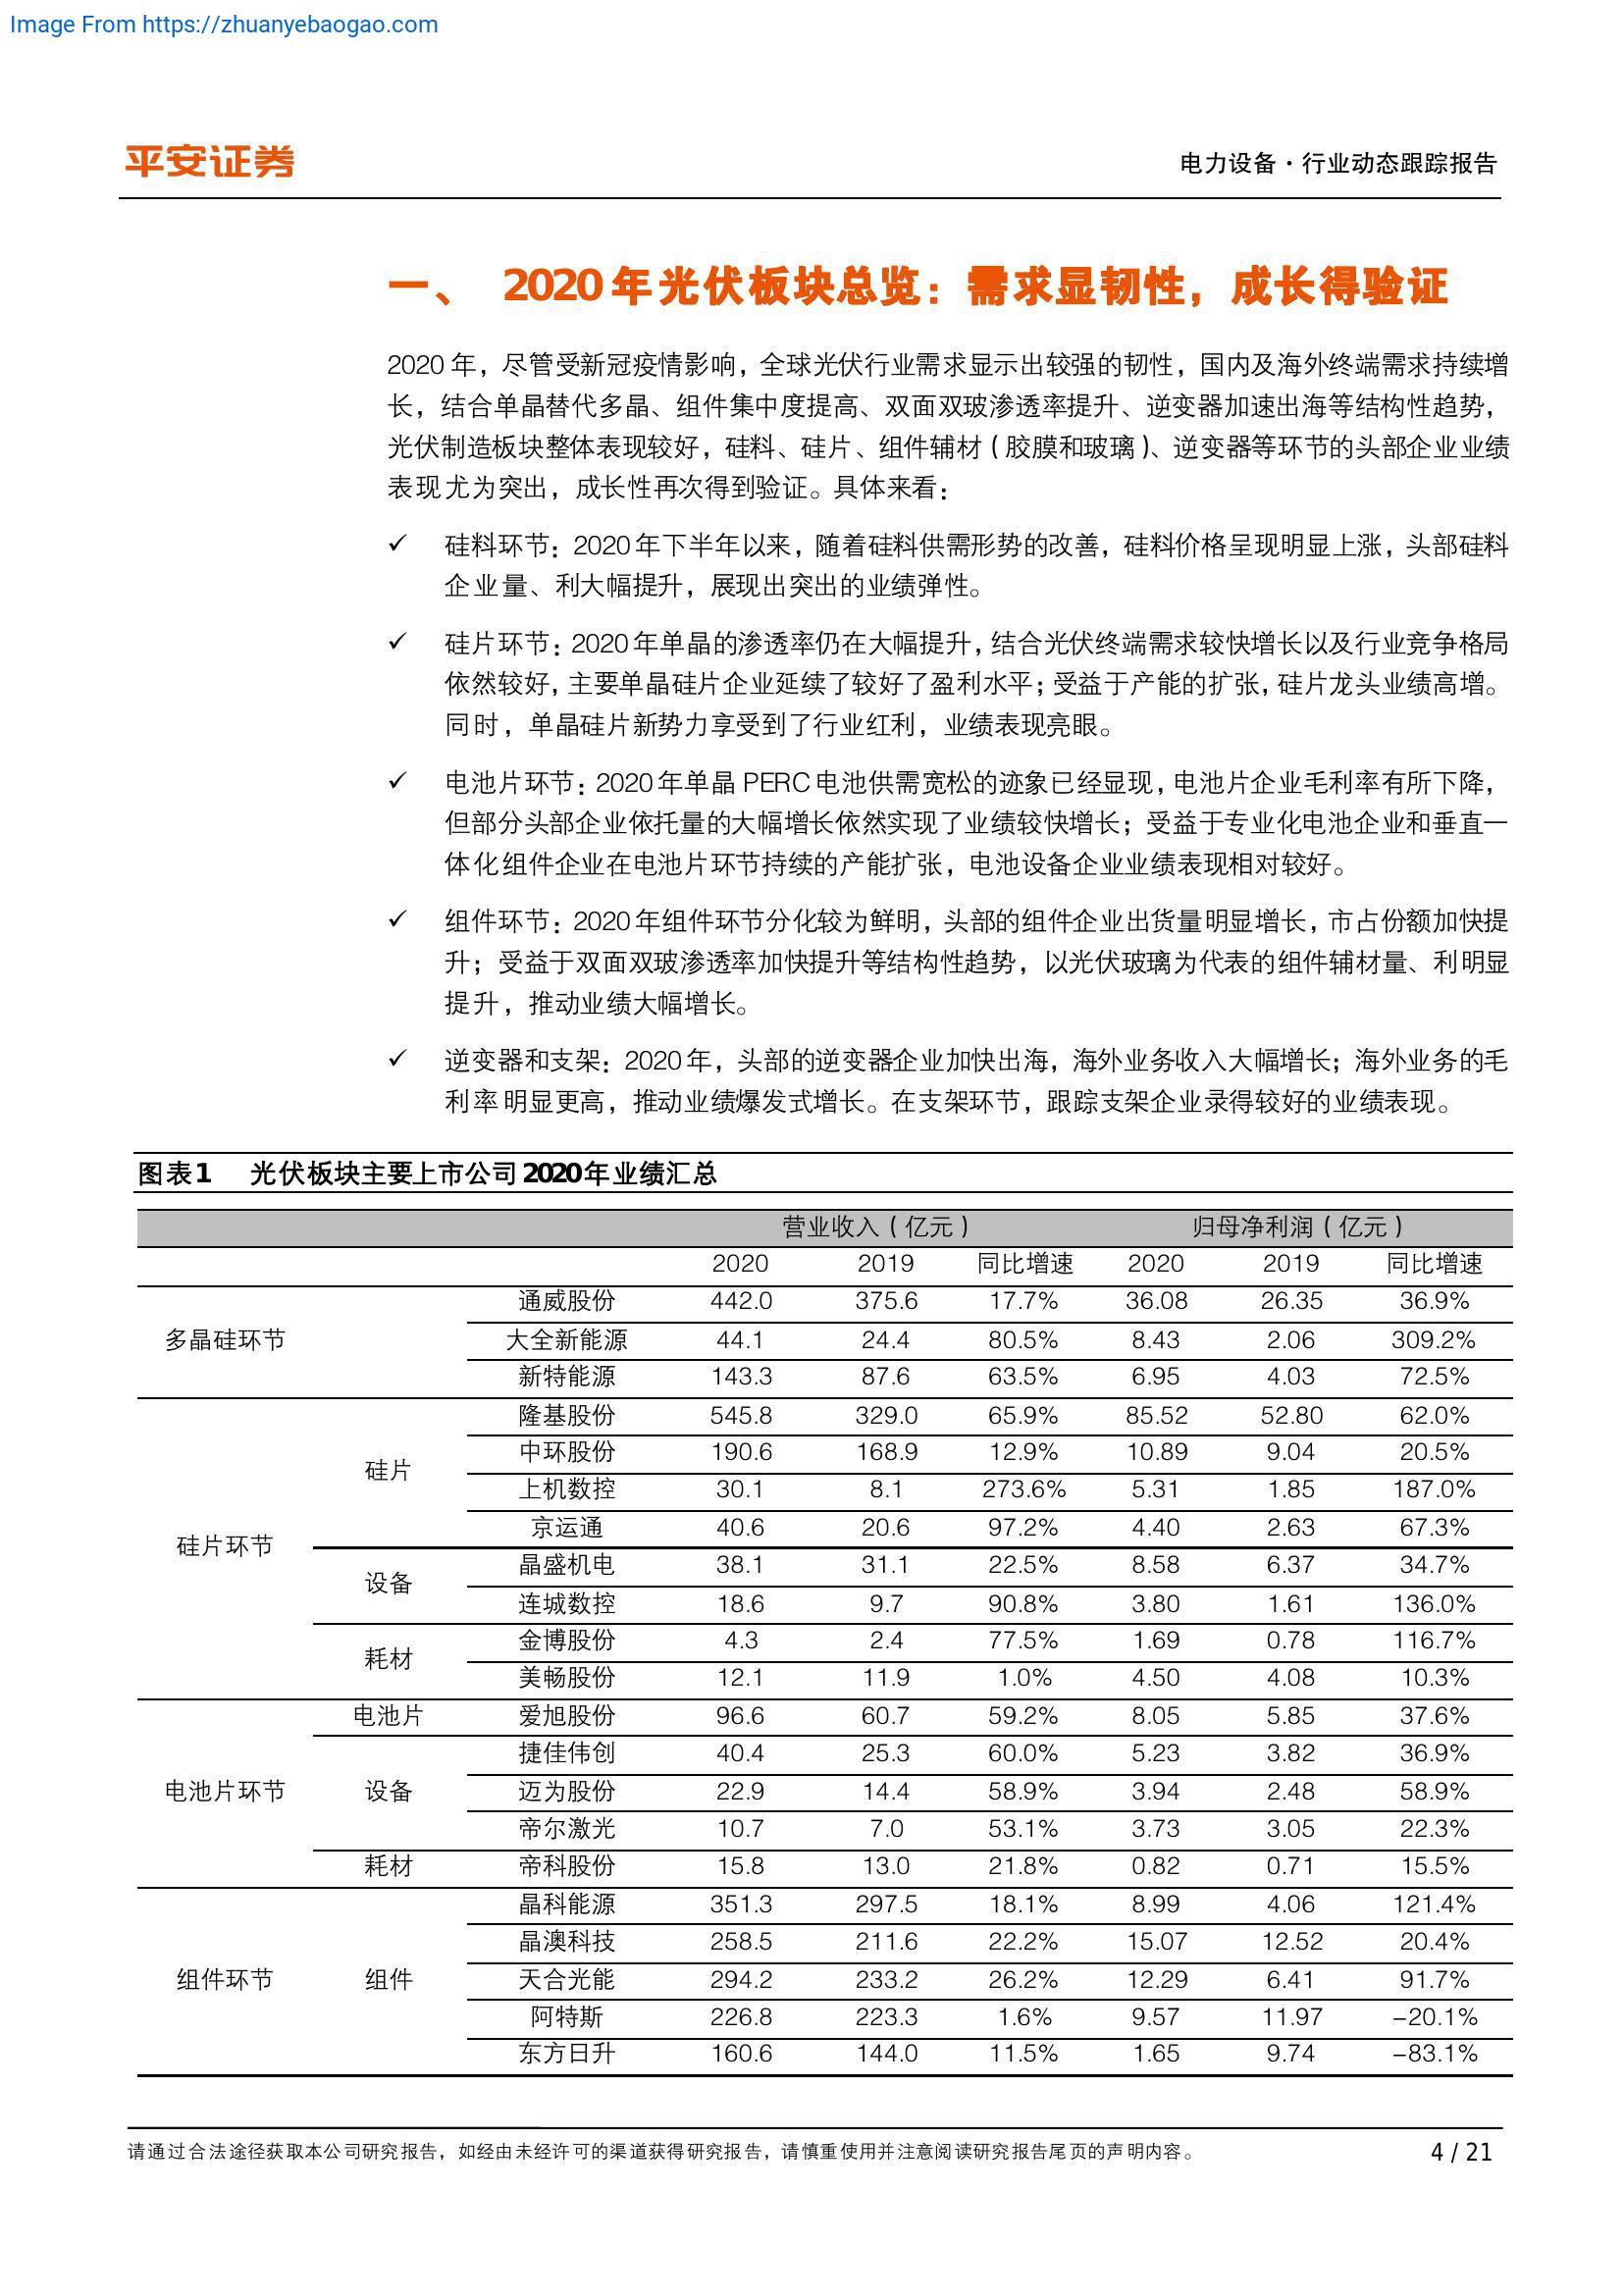 Image From https://zhuanyebaogao.com
平安证券
电力设备·行业动态跟踪报告
一、 2020年光伏板块总览：需求显韧性，成长得验证
2020年，尽管受新冠疫情影响，全球光伏行业需求显示出较强的韧性，国内及海外终端需求持续增
长，结合单晶替代多晶、组件集中度提高、双面双玻渗透率提升、逆变器加速出海等结构性趋势，
光伏制造板块整体表现较好，硅料、硅片、组件辅材（胶膜和玻璃）、逆变器等环节的头部企业业绩
表现尤为突出，成长性再次得到验证。具体来看：
✓ 硅料环节：2020年下半年以来，随着硅料供需形势的改善，硅料价格呈现明显上涨，头部硅料
企业量、利大幅提升，展现出突出的业绩弹性。
✓ 硅片环节：2020年单晶的渗透率仍在大幅提升，结合光伏终端需求较快增长以及行业竞争格局
依然较好，主要单晶硅片企业延续了较好了盈利水平；受益于产能的扩张，硅片龙头业绩高增。
同时，单晶硅片新势力享受到了行业红利，业绩表现亮眼。
✓ 电池片环节：2020年单晶PERC电池供需宽松的迹象已经显现，电池片企业毛利率有所下降，
但部分头部企业依托量的大幅增长依然实现了业绩较快增长；受益于专业化电池企业和垂直一
体化组件企业在电池片环节持续的产能扩张，电池设备企业业绩表现相对较好。
✓ 组件环节：2020年组件环节分化较为鲜明，头部的组件企业出货量明显增长，市占份额加快提
升；受益于双面双玻渗透率加快提升等结构性趋势，以光伏玻璃为代表的组件辅材量、利明显
提升，推动业绩大幅增长。
✓ 逆变器和支架：2020年，头部的逆变器企业加快出海，海外业务收入大幅增长；海外业务的毛
利率明显更高，推动业绩爆发式增长。在支架环节，跟踪支架企业录得较好的业绩表现。
图表1 光伏板块主要上市公司2020年业绩汇总
营业收入（亿元） 归母净利润（亿元）
2020 2019 同比增速 2020 2019 同比增速
通威股份 442.0 375.6 17.7% 36.08 26.35 36.9%
多晶硅环节 大全新能源 44.1 24.4 80.5% 8.43 2.06 309.2%
新特能源 143.3 87.6 63.5% 6.95 4.03 72.5%
隆基股份 545.8 329.0 65.9% 85.52 52.80 62.0%
中环股份 190.6 168.9 12.9% 10.89 9.04 20.5%
硅片
上机数控 30.1 8.1 273.6% 5.31 1.85 187.0%
京运通 40.6 20.6 97.2% 4.40 2.63 67.3%
硅片环节
晶盛机电 38.1 31.1 22.5% 8.58 6.37 34.7%
设备
连城数控 18.6 9.7 90.8% 3.80 1.61 136.0%
金博股份 4.3 2.4 77.5% 1.69 0.78 116.7%
耗材
美畅股份 12.1 11.9 1.0% 4.50 4.08 10.3%
电池片 爱旭股份 96.6 60.7 59.2% 8.05 5.85 37.6%
捷佳伟创 40.4 25.3 60.0% 5.23 3.82 36.9%
电池片环节 设备 迈为股份 22.9 14.4 58.9% 3.94 2.48 58.9%
帝尔激光 10.7 7.0 53.1% 3.73 3.05 22.3%
耗材 帝科股份 15.8 13.0 21.8% 0.82 0.71 15.5%
晶科能源 351.3 297.5 18.1% 8.99 4.06 121.4%
晶澳科技 258.5 211.6 22.2% 15.07 12.52 20.4%
组件环节 组件 天合光能 294.2 233.2 26.2% 12.29 6.41 91.7%
阿特斯 226.8 223.3 1.6% 9.57 11.97 -20.1%
东方日升 160.6 144.0 11.5% 1.65 9.74 -83.1%
请通过合法途径获取本公司研究报告，如经由未经许可的渠道获得研究报告，请慎重使用并注意阅读研究报告尾页的声明内容。
4 / 21